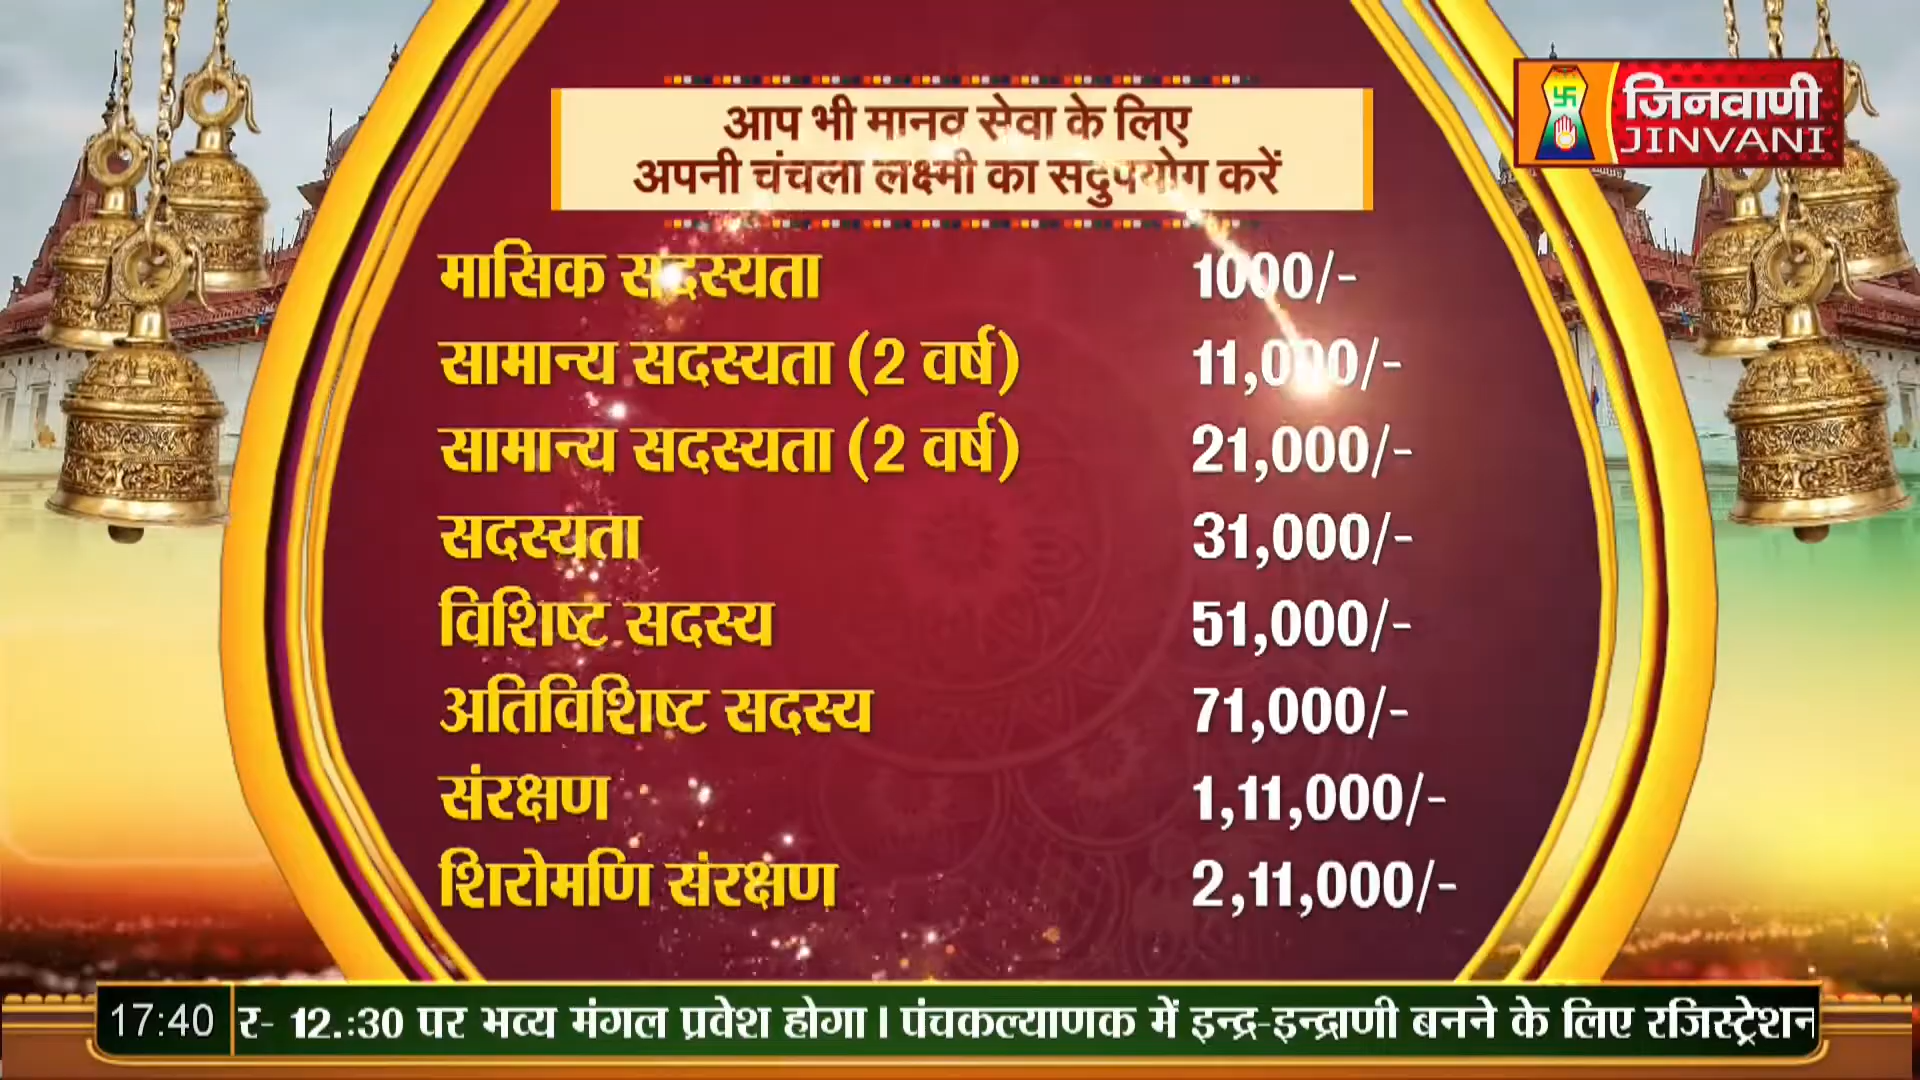 आप भी मानव सेवा के लिए
अपनी चंचला लक्ष्मी का सदुपयोग करें
जिनवाणी
JINVANI
मासिक सदस्यता 1000/-
सामान्य सदस्यता (2 वर्ष) 11,000/-
सामान्य सदस्यता (2 वर्ष) 21,000/-
सदस्यता 31,000/-
विशिष्ट सदस्य 51,000/-
अतिविशिष्ट सदस्य 71,000/-
संरक्षण 1,11,000/-
शिरोमणि संरक्षण 2,11,000/-
17:40 र- 12.:30 पर भव्य मंगल प्रवेश होगा । पंचकल्याणक में इन्द्र-इन्द्राणी बनने के लिए रजिस्ट्रेशन